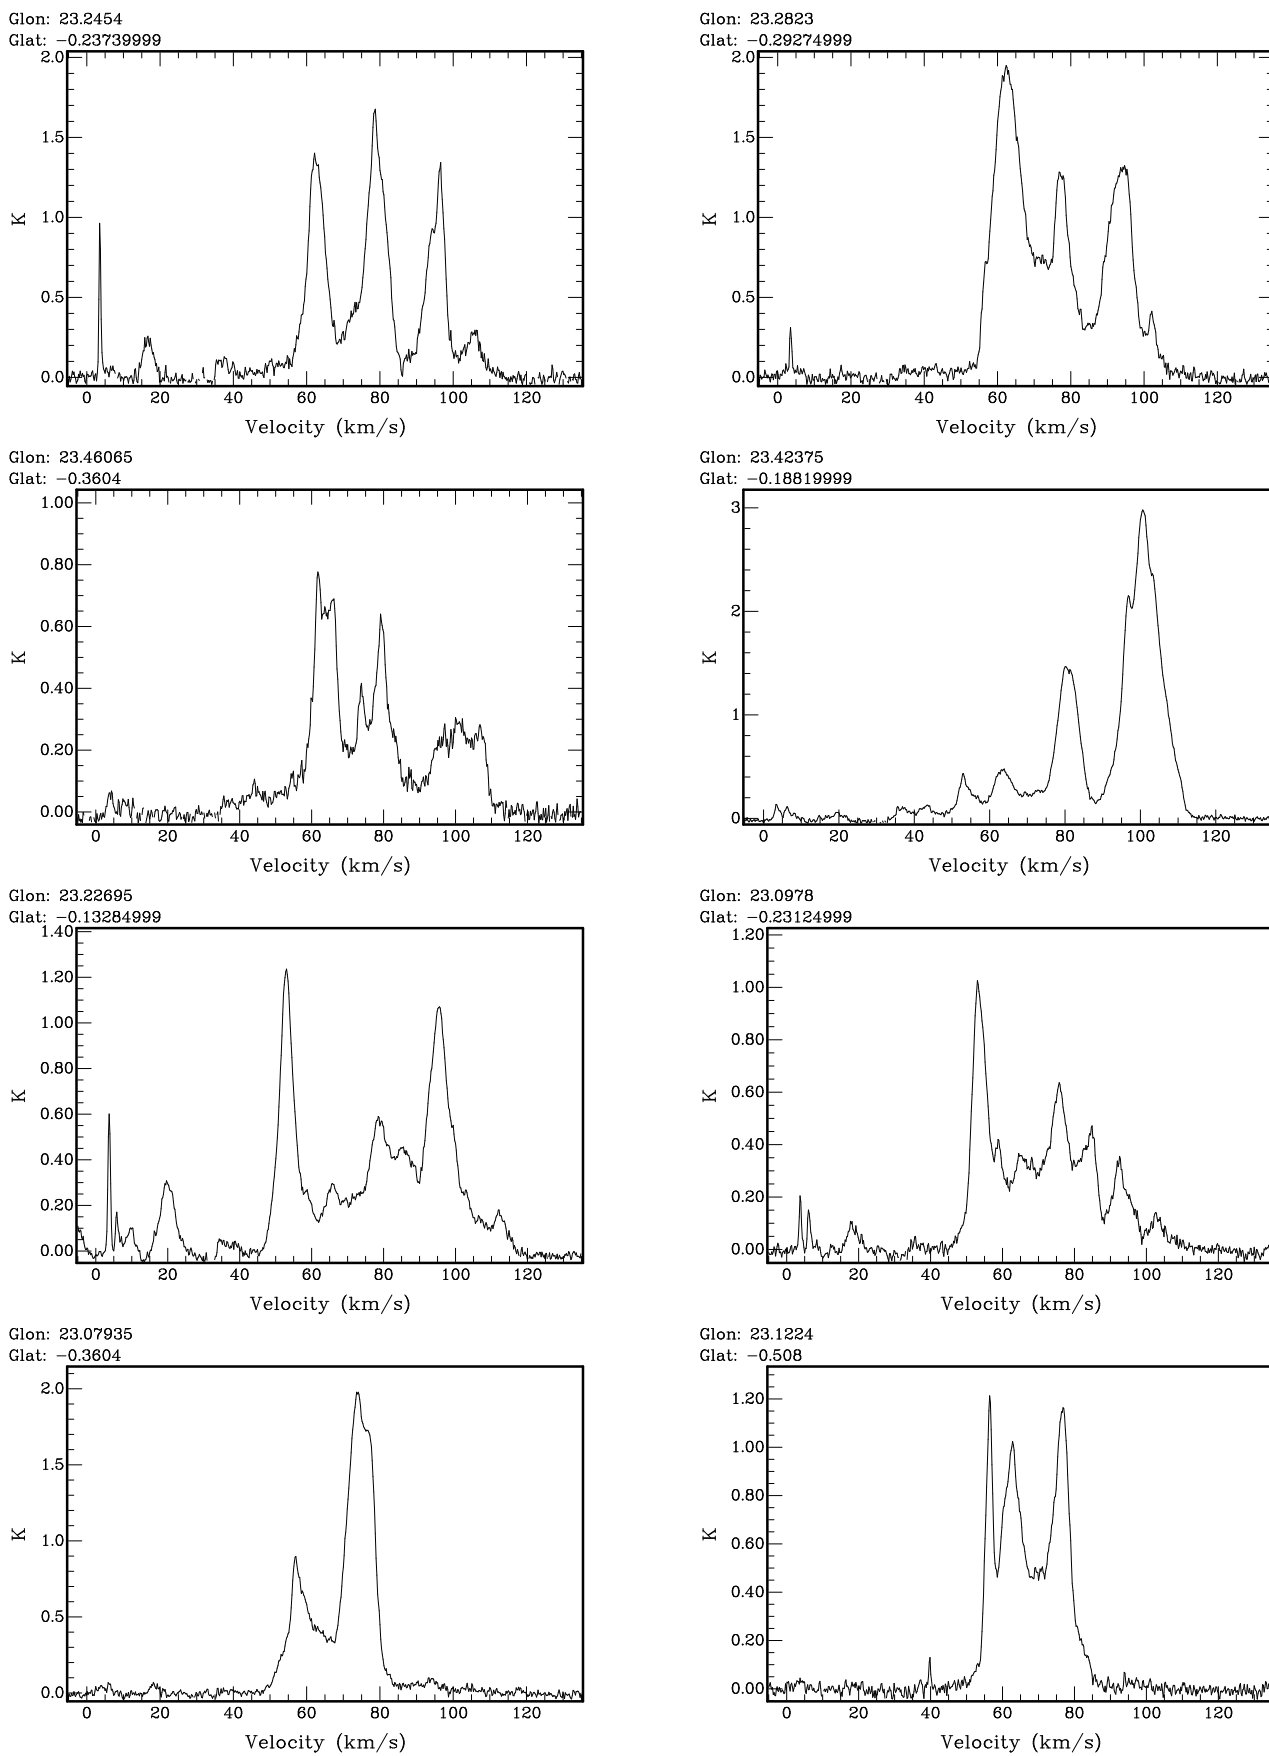 Glon: 23.2454
Glat: −0.23739999
2.0
1.5
1.0
0.5
0.0
K
0 20 40 60 80 100 120
Velocity (km/s)
Glon: 23.2823
Glat: −0.29274999
2.0
1.5
1.0
0.5
0.0
K
0 20 40 60 80 100 120
Velocity (km/s)
Glon: 23.46065
Glat: −0.3604
1.00
0.80
0.60
0.40
0.20
0.00
K
0 20 40 60 80 100 120
Velocity (km/s)
Glon: 23.42375
Glat: −0.18819999
3
2
1
0
K
0 20 40 60 80 100 120
Velocity (km/s)
Glon: 23.22695
Glat: −0.13284999
1.40
1.20
1.00
0.80
0.60
0.40
0.20
0.00
K
0 20 40 60 80 100 120
Velocity (km/s)
Glon: 23.0978
Glat: −0.23124999
1.20
1.00
0.80
0.60
0.40
0.20
0.00
K
0 20 40 60 80 100 120
Velocity (km/s)
Glon: 23.07935
Glat: −0.3604
2.0
1.5
1.0
0.5
0.0
K
0 20 40 60 80 100 120
Velocity (km/s)
Glon: 23.1224
Glat: −0.508
1.20
1.00
0.80
0.60
0.40
0.20
0.00
K
0 20 40 60 80 100 120
Velocity (km/s)